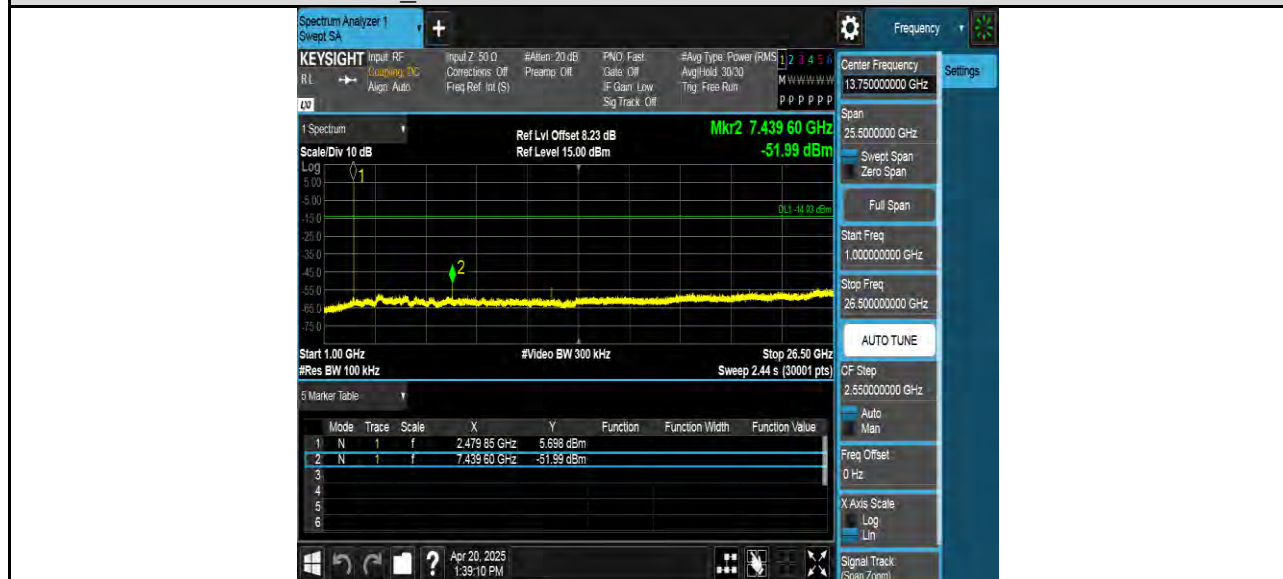 Spectrum Analyzer 1
Swept SA
+
Frequency
KEYSIGHT Input: RF
RL
Coupling: DC
Align: Auto
LXI
Input Z: 50 Ω
Corrections: Off
Freq Ref: Int (S)
#Atten: 20 dB
Preamp: Off
PNO: Fast
Gate: Off
IF Gain: Low
Sig Track: Off
#Avg Type: Power (RMS
Avg|Hold: 30/30
Trig: Free Run
1 2 3 4 5 6
M W W W W W
P P P P P P
Center Frequency
13.750000000 GHz
Settings
Span
25.5000000 GHz
Swept Span
Zero Span
Full Span
Start Freq
1.000000000 GHz
Stop Freq
26.500000000 GHz
AUTO TUNE
CF Step
2.550000000 GHz
Auto
Man
Freq Offset
0 Hz
X Axis Scale
Log
Lin
Signal Track
(Span Zoom)
1 Spectrum
Scale/Div 10 dB
Ref Lvl Offset 8.23 dB
Ref Level 15.00 dBm
Mkr2 7.439 60 GHz
-51.99 dBm
Log
5.00
-5.00
-15.0
-25.0
-35.0
-45.0
-55.0
-65.0
-75.0
1
2
DL1 -14.93 dBm
Start 1.00 GHz
#Video BW 300 kHz
Stop 26.50 GHz
#Res BW 100 kHz
Sweep 2.44 s (30001 pts)
5 Marker Table
Mode Trace Scale X Y Function Function Width Function Value
1 N 1 f 2.479 85 GHz 5.698 dBm
2 N 1 f 7.439 60 GHz -51.99 dBm
3
4
5
6
?
Apr 20, 2025
1:39:10 PM